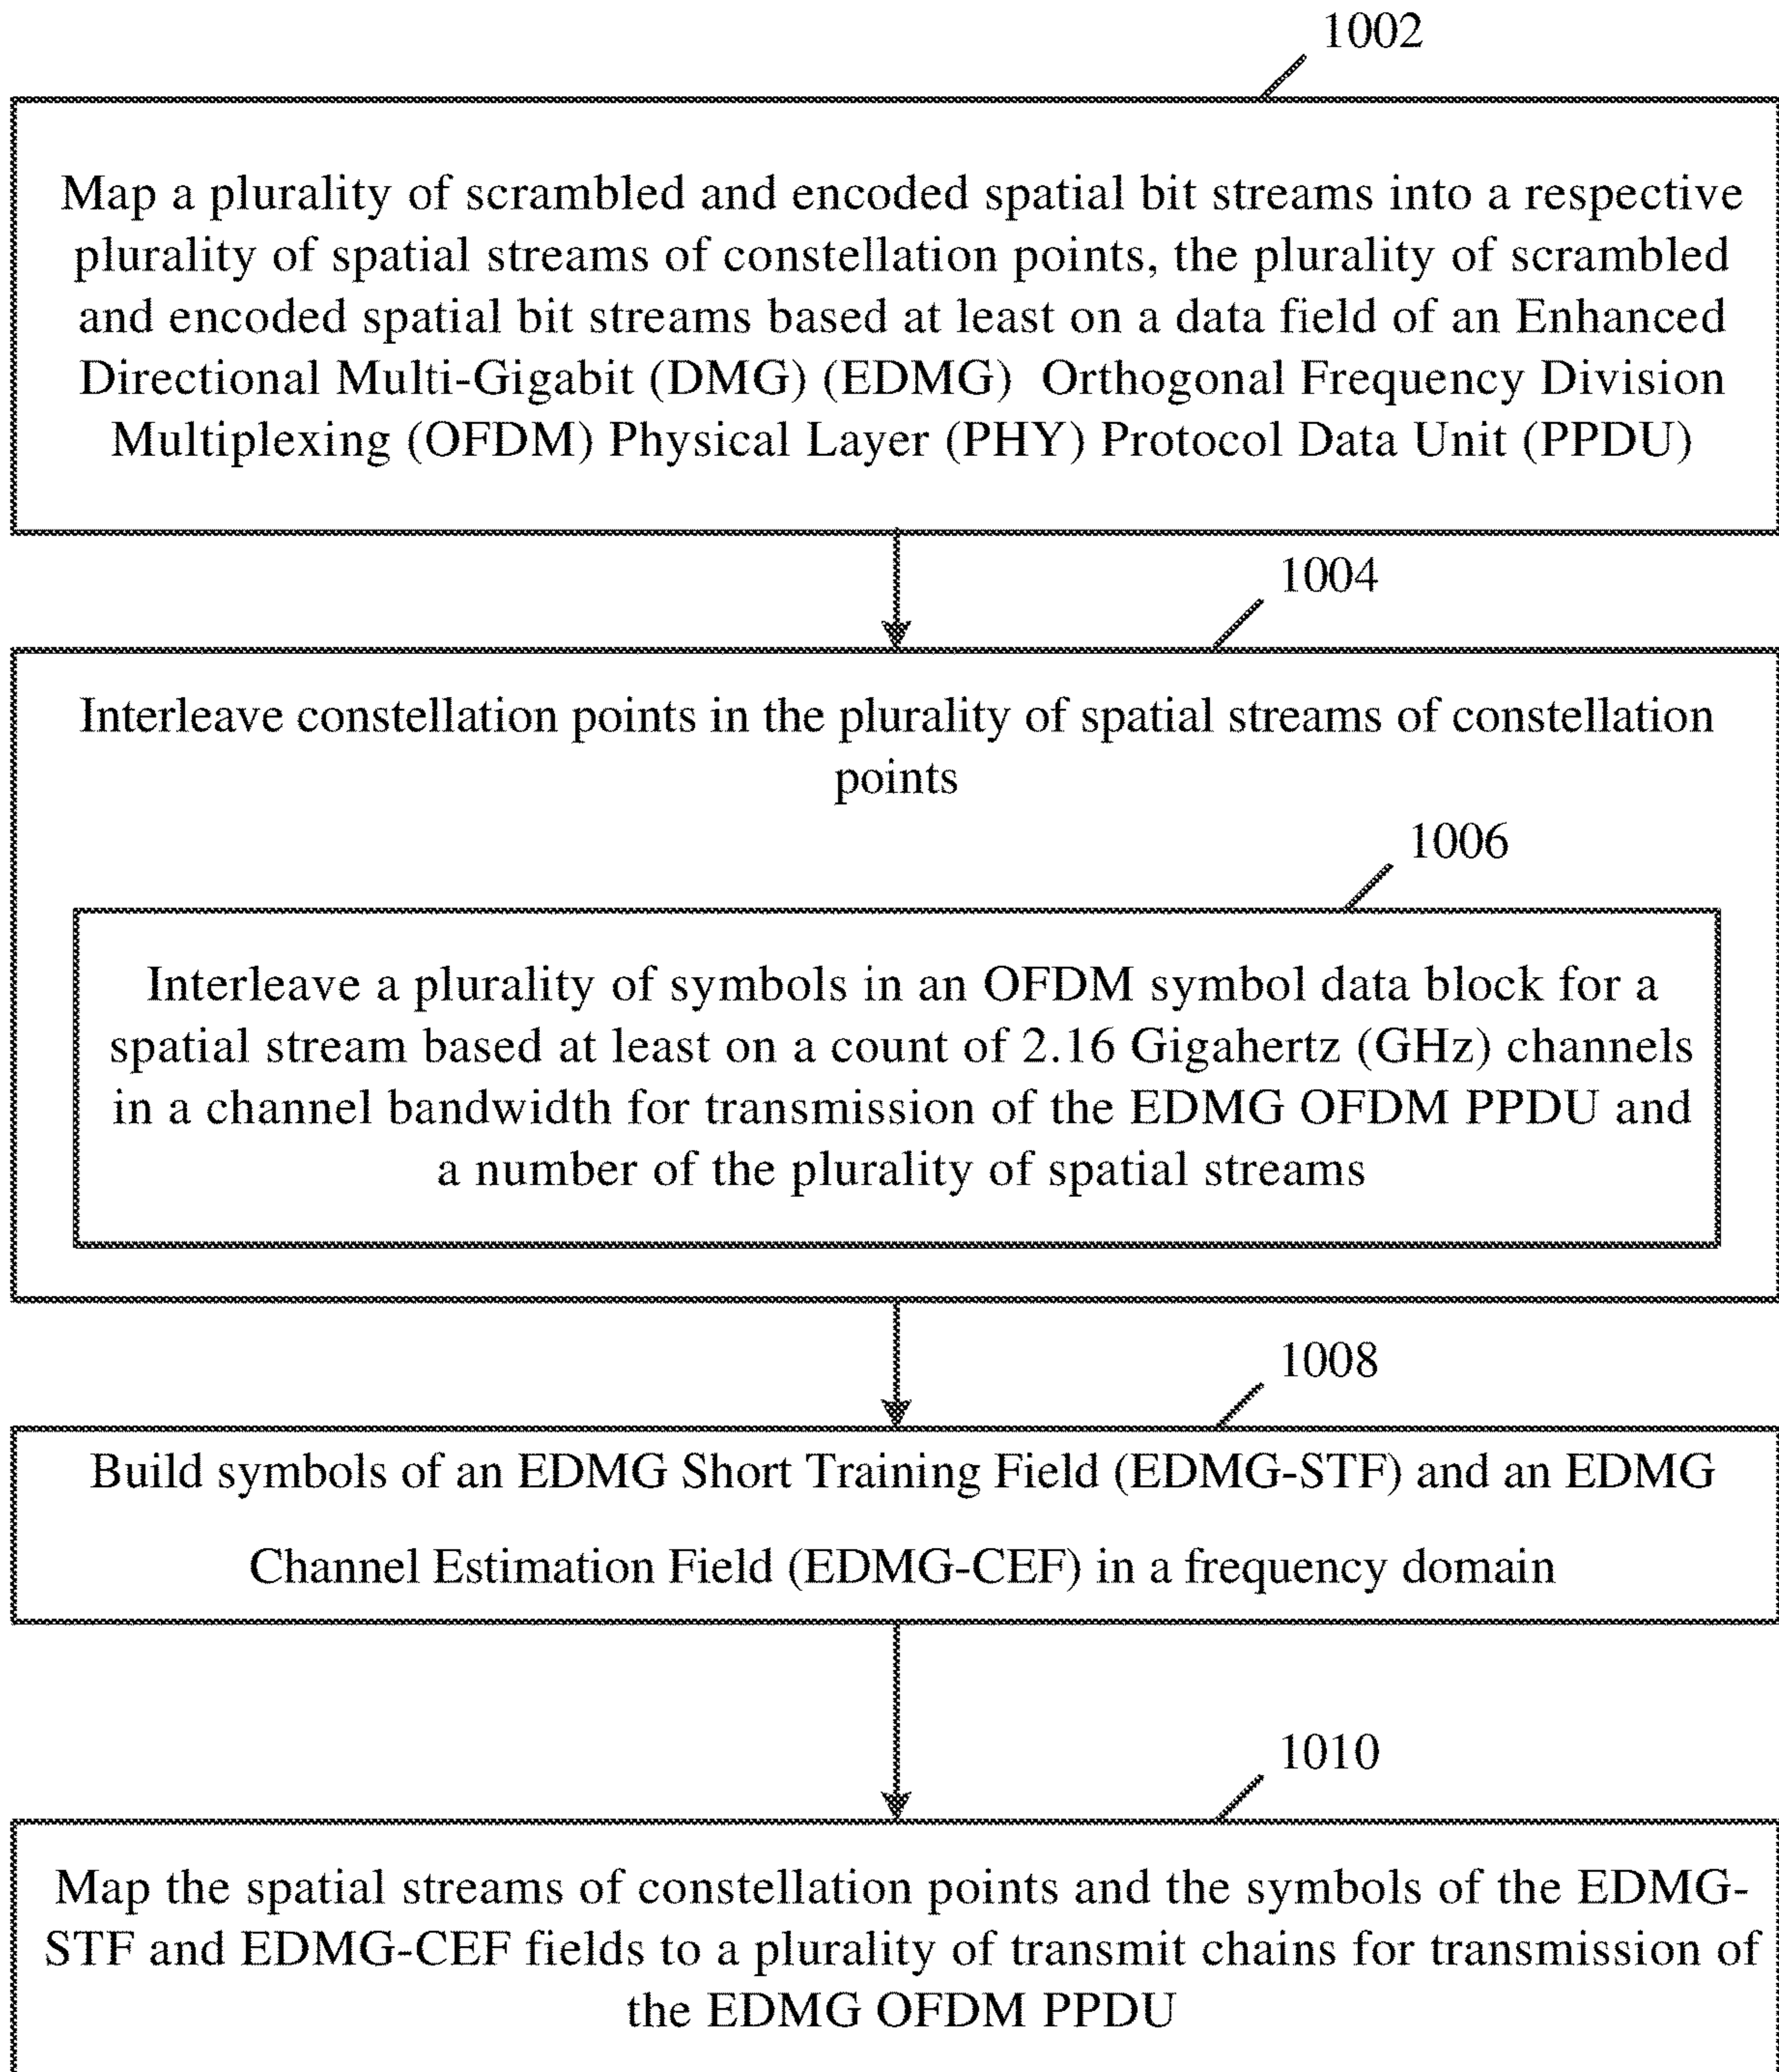 1002
Map a plurality of scrambled and encoded spatial bit streams into a respective
plurality of spatial streams of constellation points, the plurality of scrambled
and encoded spatial bit streams based at least on a data field of an Enhanced
Directional Multi-Gigabit (DMG) (EDMG) Orthogonal Frequency Division
Multiplexing (OFDM) Physical Layer (PHY) Protocol Data Unit (PPDU)
1004
Interleave constellation points in the plurality of spatial streams of constellation
points
1006
Interleave a plurality of symbols in an OFDM symbol data block for a
spatial stream based at least on a count of 2.16 Gigahertz (GHz) channels
in a channel bandwidth for transmission of the EDMG OFDM PPDU and
a number of the plurality of spatial streams
1008
Build symbols of an EDMG Short Training Field (EDMG-STF) and an EDMG
Channel Estimation Field (EDMG-CEF) in a frequency domain
1010
Map the spatial streams of constellation points and the symbols of the EDMG-
STF and EDMG-CEF fields to a plurality of transmit chains for transmission of
the EDMG OFDM PPDU